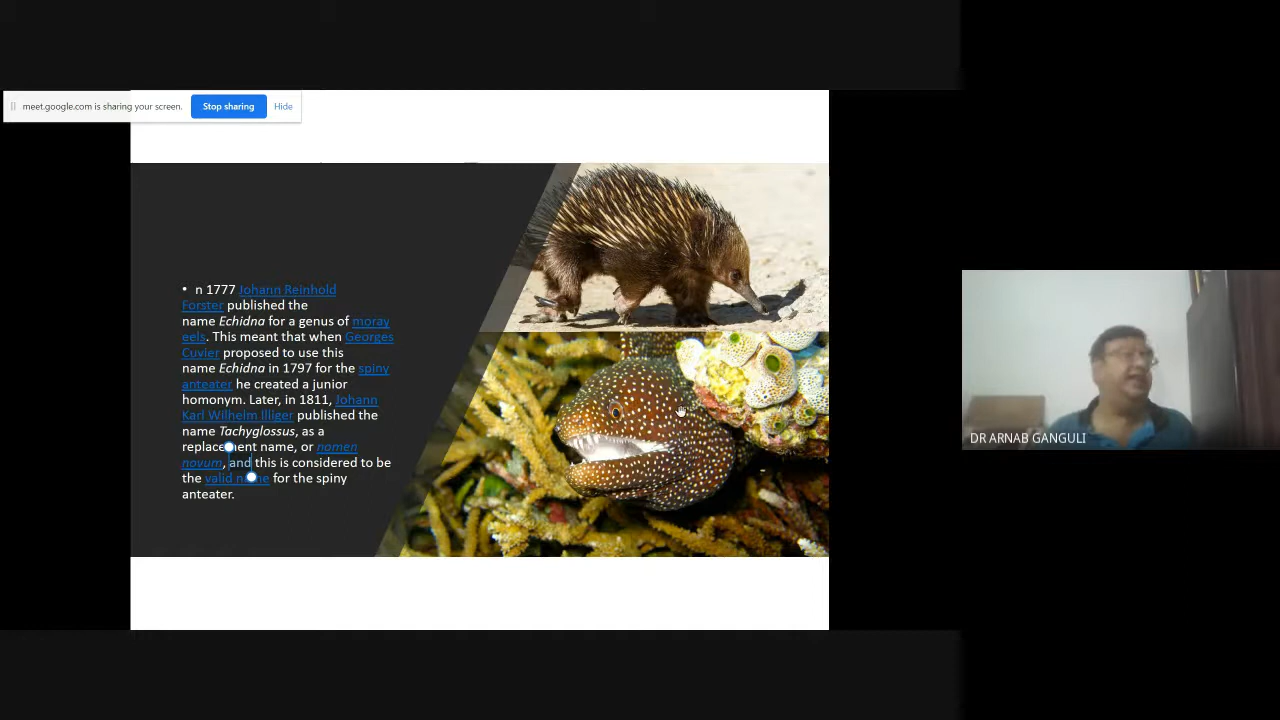 meet.google.com is sharing your screen. Stop sharing Hide
• n 1777 Johann Reinhold
Forster published the
name Echidna for a genus of moray
eels. This meant that when Georges
Cuvier proposed to use this
name Echidna in 1797 for the spiny
anteater he created a junior
homonym. Later, in 1811, Johann
Karl Wilhelm Illiger published the
name Tachyglossus, as a
replacement name, or nomen
novum, and this is considered to be
the valid name for the spiny
anteater.
DR ARNAB GANGULI